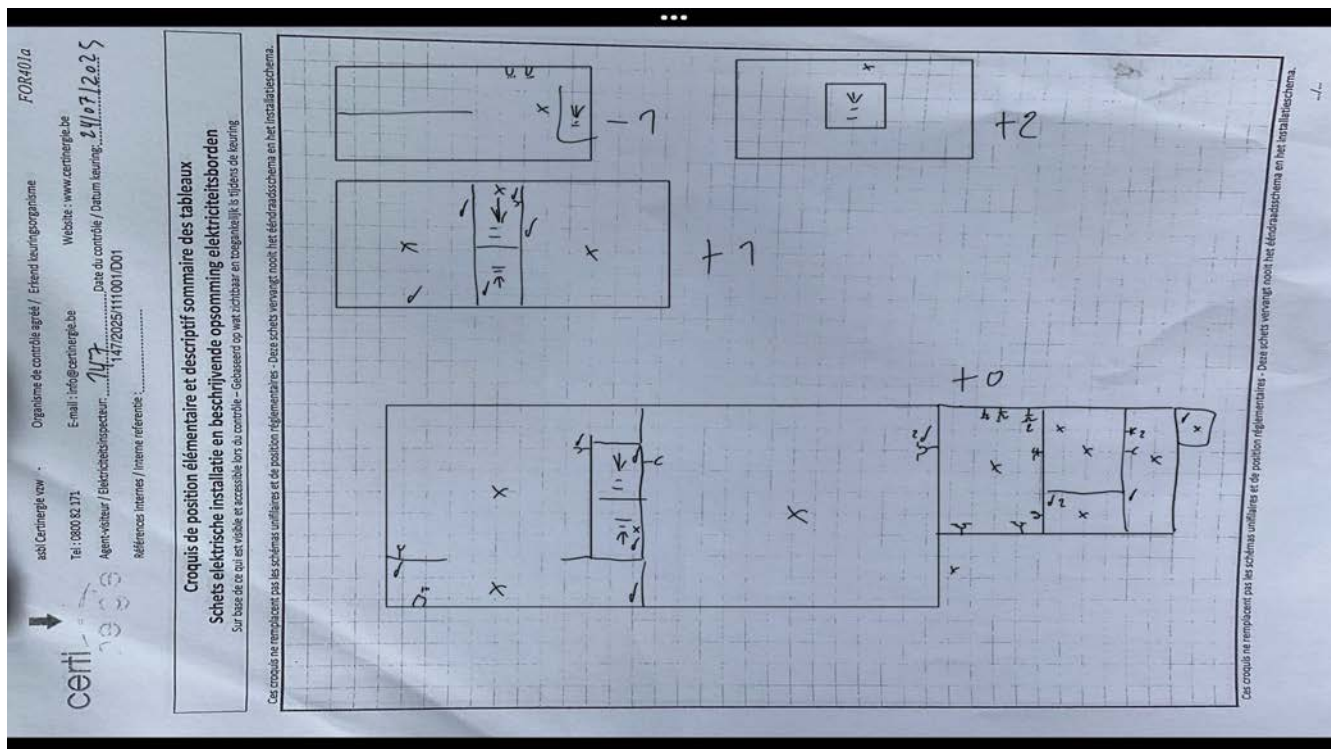 asbl Certinergie vzw - Organisme de contrôle agréé / Erkend keuringsorganisme FOR401a
certi
Tel : 0800 82 171 E-mail : info@certinergie.be Website : www.certinergie.be
Agent-visiteur / Elektriciteitsinspecteur: 147 Date du contrôle / Datum keuring: 24/07/2025
147/2025/111001/D01
Références Internes / Interne referentie :
Croquis de position élémentaire et descriptif sommaire des tableaux
Schets elektrische installatie en beschrijvende opsomming elektriciteitsborden
Sur base de ce qui est visible et accessible lors du contrôle – Gebaseerd op wat zichtbaar en toegankelijk is tijdens de keuring
Ces croquis ne remplacent pas les schémas unifilaires et de position réglementaires - Deze schets vervangt nooit het ééndraadsschema en het installatieschema.
-1
+2
+1
+0
Ces croquis ne remplacent pas les schémas unifilaires et de position réglementaires - Deze schets vervangt nooit het ééndraadsschema en het installatieschema.
../..